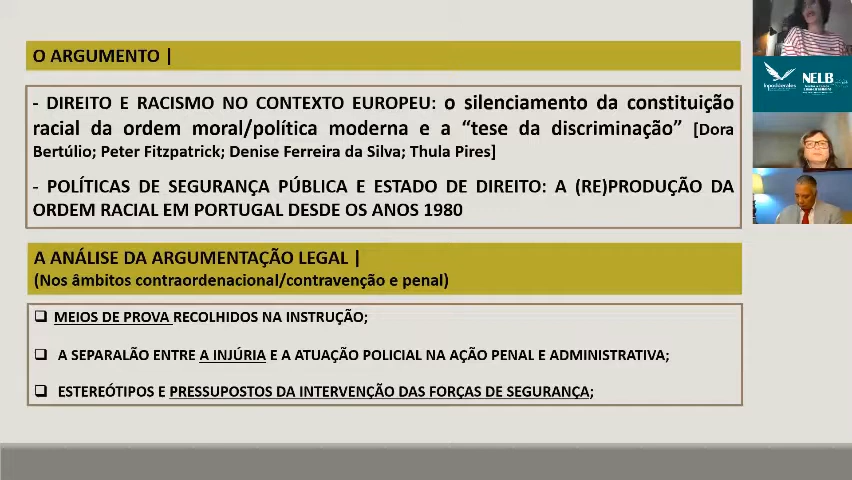 O ARGUMENTO |
- DIREITO E RACISMO NO CONTEXTO EUROPEU: o silenciamento da constituição
racial da ordem moral/política moderna e a “tese da discriminação” [Dora
Bertúlio; Peter Fitzpatrick; Denise Ferreira da Silva; Thula Pires]
- POLÍTICAS DE SEGURANÇA PÚBLICA E ESTADO DE DIREITO: A (RE)PRODUÇÃO DA
ORDEM RACIAL EM PORTUGAL DESDE OS ANOS 1980
A ANÁLISE DA ARGUMENTAÇÃO LEGAL |
(Nos âmbitos contraordenacional/contravenção e penal)
MEIOS DE PROVA RECOLHIDOS NA INSTRUÇÃO;
A SEPARALÃO ENTRE A INJÚRIA E A ATUAÇÃO POLICIAL NA AÇÃO PENAL E ADMINISTRATIVA;
ESTEREÓTIPOS E PRESSUPOSTOS DA INTERVENÇÃO DAS FORÇAS DE SEGURANÇA;
NELB